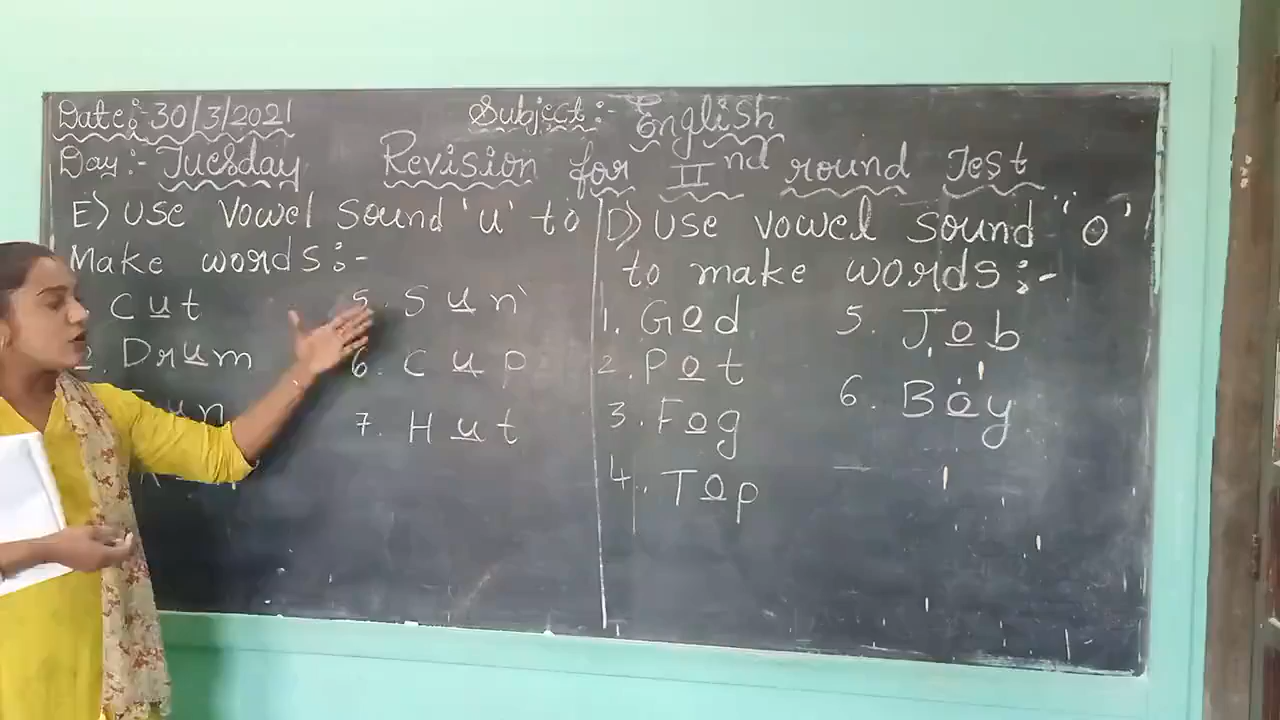 Date:-30/3/2021
Subject:- English
Day:- Tuesday
Revision for IInd round Test
E) Use Vowel Sound 'u' to
Make words:-
Cut
2. Drum
un
5. Sun
6. Cup
7. Hut
D) Use vowel sound 'o'
to make words:-
1. God
2. Pot
3. Fog
4. Top
5. Job
6. Boy